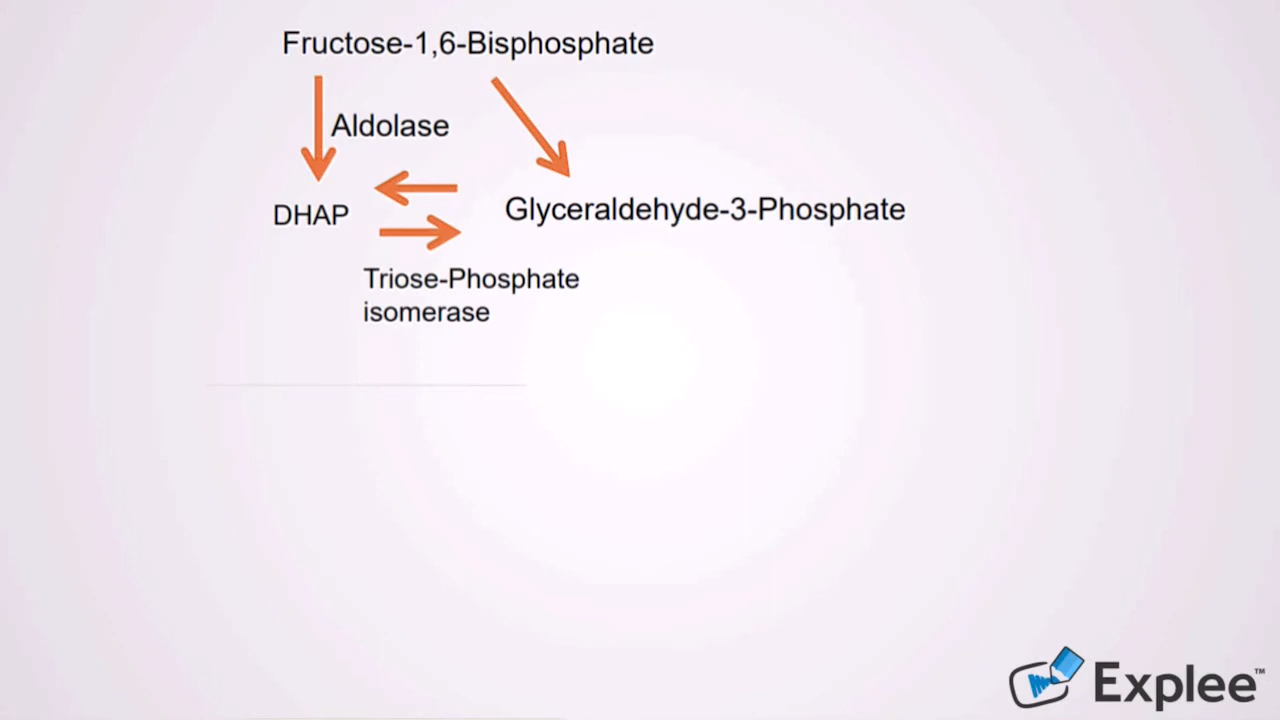 Fructose-1,6-Bisphosphate
Aldolase
DHAP
Glyceraldehyde-3-Phosphate
Triose-Phosphate
isomerase
Explee™